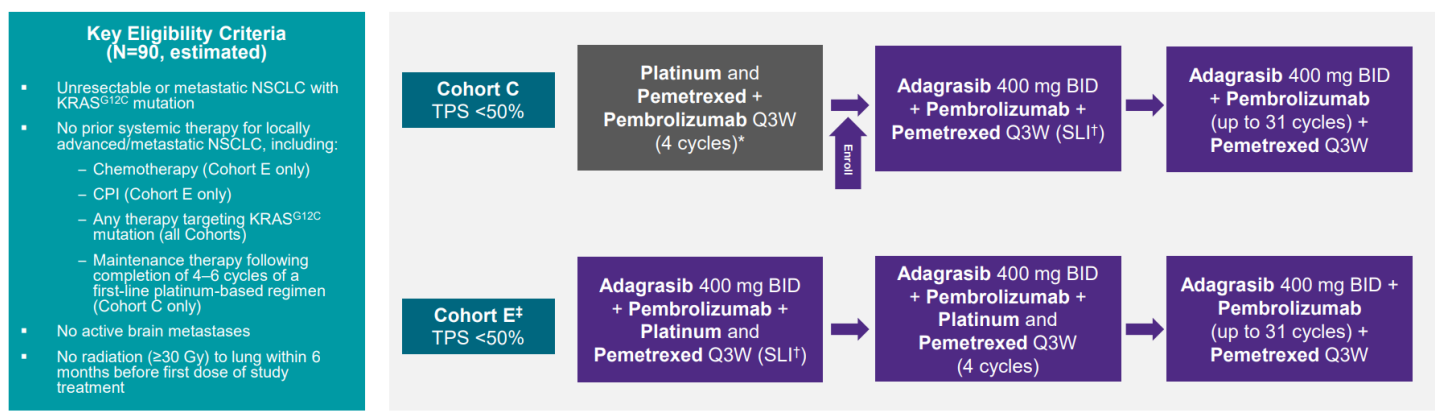 Key Eligibility Criteria
(N=90, estimated)
▪ Unresectable or metastatic NSCLC with
KRASG12C mutation
▪ No prior systemic therapy for locally
advanced/metastatic NSCLC, including:
– Chemotherapy (Cohort E only)
– CPI (Cohort E only)
– Any therapy targeting KRASG12C
mutation (all Cohorts)
– Maintenance therapy following
completion of 4–6 cycles of a
first-line platinum-based regimen
(Cohort C only)
▪ No active brain metastases
▪ No radiation (≥30 Gy) to lung within 6
months before first dose of study
treatment
Cohort C
TPS <50%
Platinum and
Pemetrexed +
Pembrolizumab Q3W
(4 cycles)*
Enroll
Adagrasib 400 mg BID
+ Pembrolizumab +
Pemetrexed Q3W (SLI†)
Adagrasib 400 mg BID
+ Pembrolizumab
(up to 31 cycles) +
Pemetrexed Q3W
Cohort E‡
TPS <50%
Adagrasib 400 mg BID
+ Pembrolizumab +
Platinum and
Pemetrexed Q3W (SLI†)
Adagrasib 400 mg BID
+ Pembrolizumab +
Platinum and
Pemetrexed Q3W
(4 cycles)
Adagrasib 400 mg BID +
Pembrolizumab
(up to 31 cycles) +
Pemetrexed Q3W